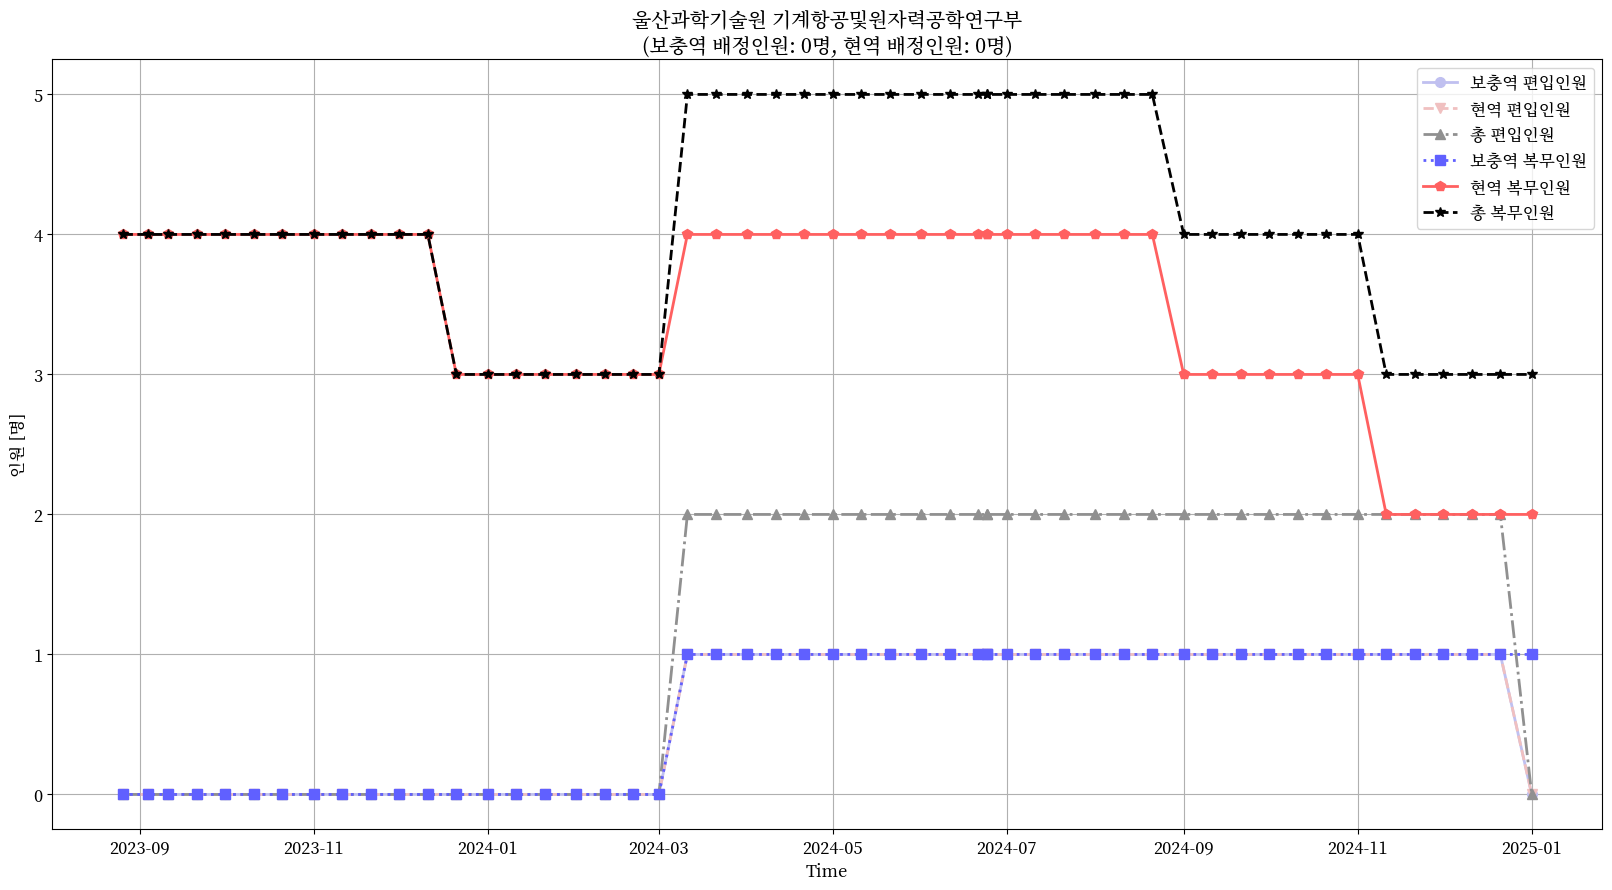 울산과학기술원 기계항공및원자력공학연구부
(보충역 배정인원: 0명, 현역 배정인원: 0명)
보충역 편입인원
현역 편입인원
총 편입인원
보충역 복무인원
현역 복무인원
총 복무인원
인원 [명]
5
4
3
2
1
0
2023-09
2023-11
2024-01
2024-03
2024-05
2024-07
2024-09
2024-11
2025-01
Time